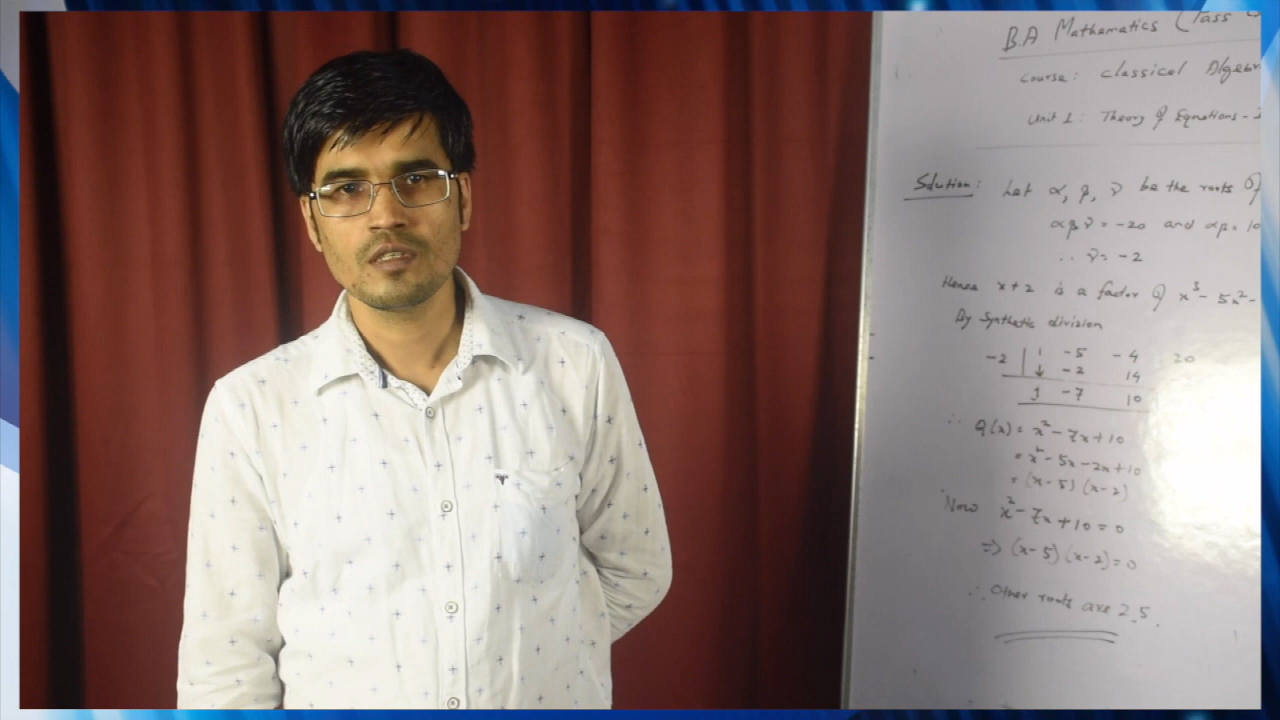 B.A Mathematics (Tass
Course: Classical Algebr
Unit 1: Theory of Equations -
Solution: Let α, β, γ be the roots of
αβγ = -20 and αβ = 10
∴ γ = -2
Hence x+2 is a factor of x³ - 5x² -
By Synthetic division
-2 | 1 -5 -4 20
↓ -2 14
1 -7 10
∴ Q(x) = x² - 7x + 10
= x² - 5x - 2x + 10
= (x-5) (x-2)
Now x² - 7x + 10 = 0
=> (x-5) (x-2) = 0
∴ Other roots are 2, 5.